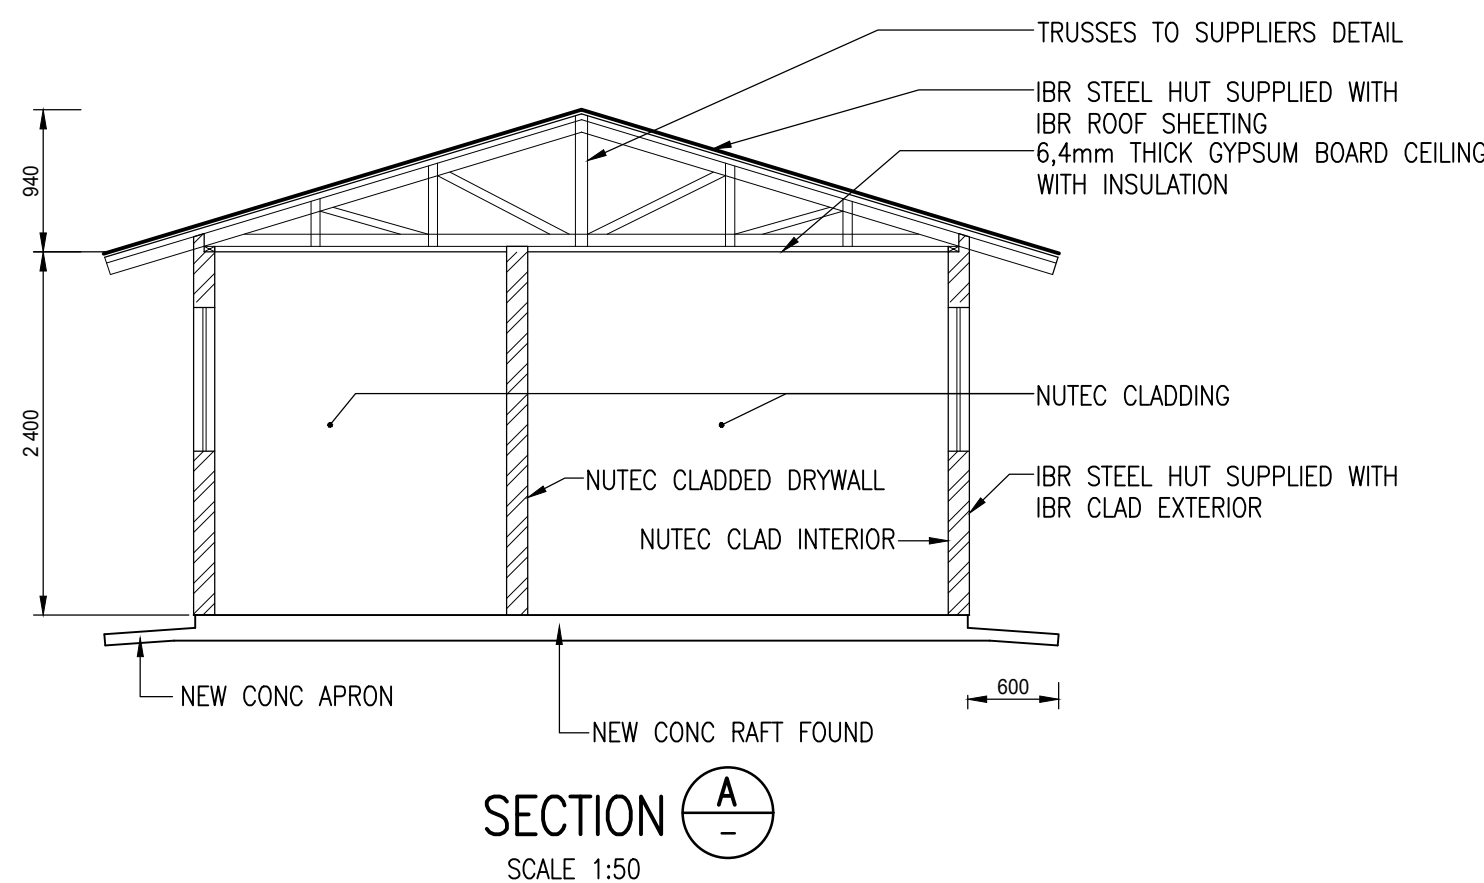 TRUSSES TO SUPPLIERS DETAIL
IBR STEEL HUT SUPPLIED WITH
IBR ROOF SHEETING
6,4mm THICK GYPSUM BOARD CEILING
WITH INSULATION
940
2 400
NUTEC CLADDING
NUTEC CLADDED DRYWALL
IBR STEEL HUT SUPPLIED WITH
IBR CLAD EXTERIOR
NUTEC CLAD INTERIOR
600
NEW CONC APRON
NEW CONC RAFT FOUND
SECTION A
–
SCALE 1:50